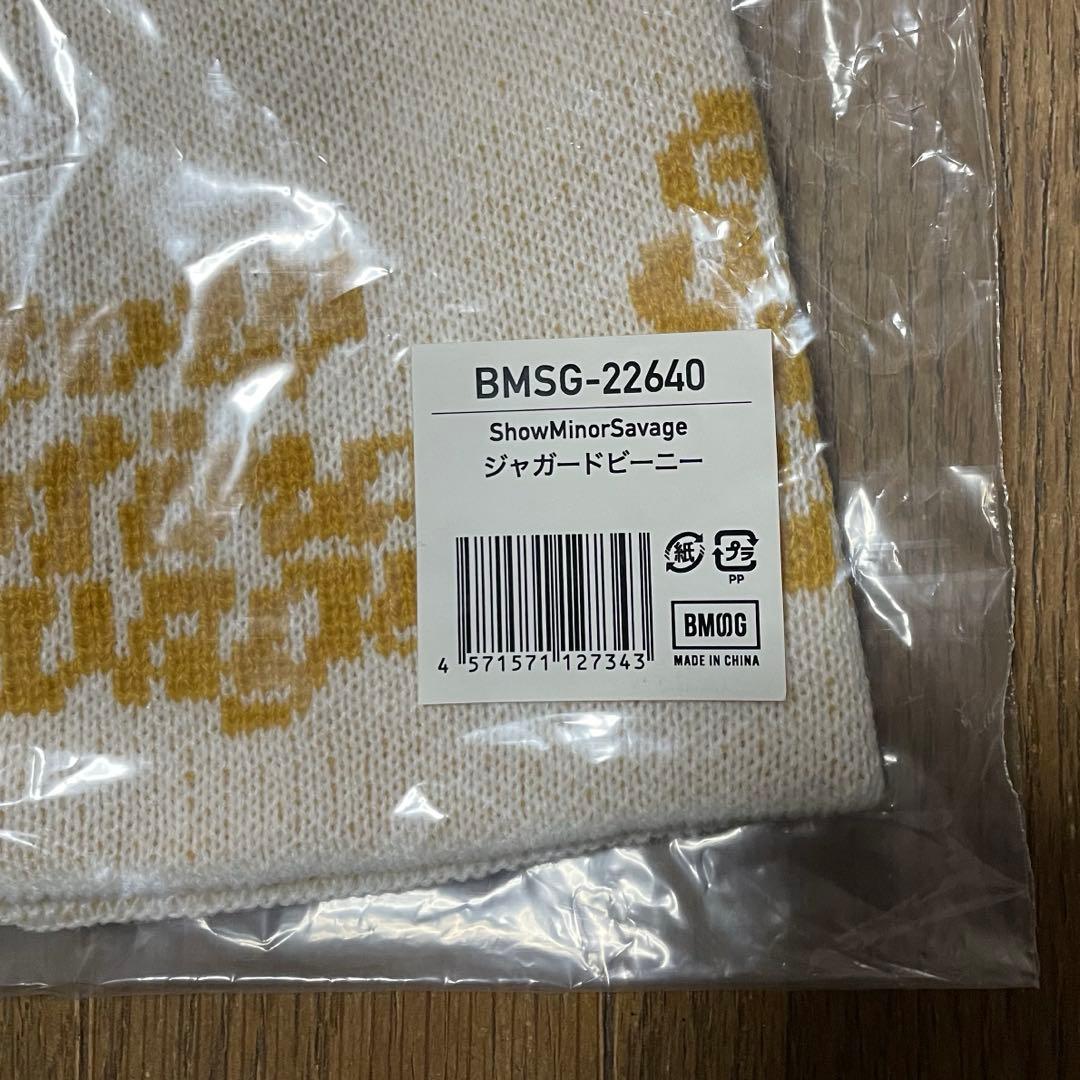 BMSG-22640
ShowMinorSavage
ジャガードビーニー
紙
プラ
PP
BMSG
MADE IN CHINA
4 571571 127343